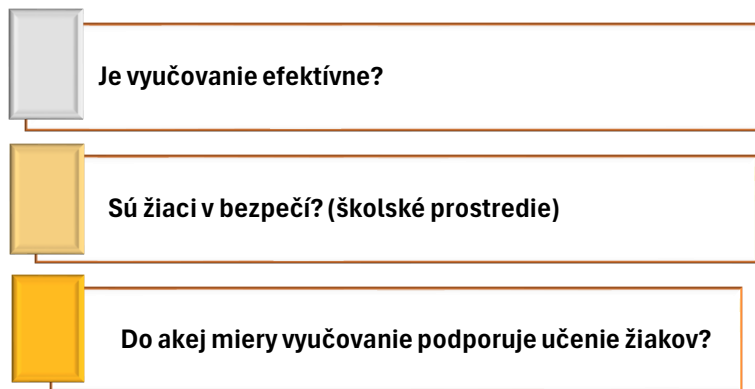 Je vyučovanie efektívne?
Sú žiaci v bezpečí? (školské prostredie)
Do akej miery vyučovanie podporuje učenie žiakov?